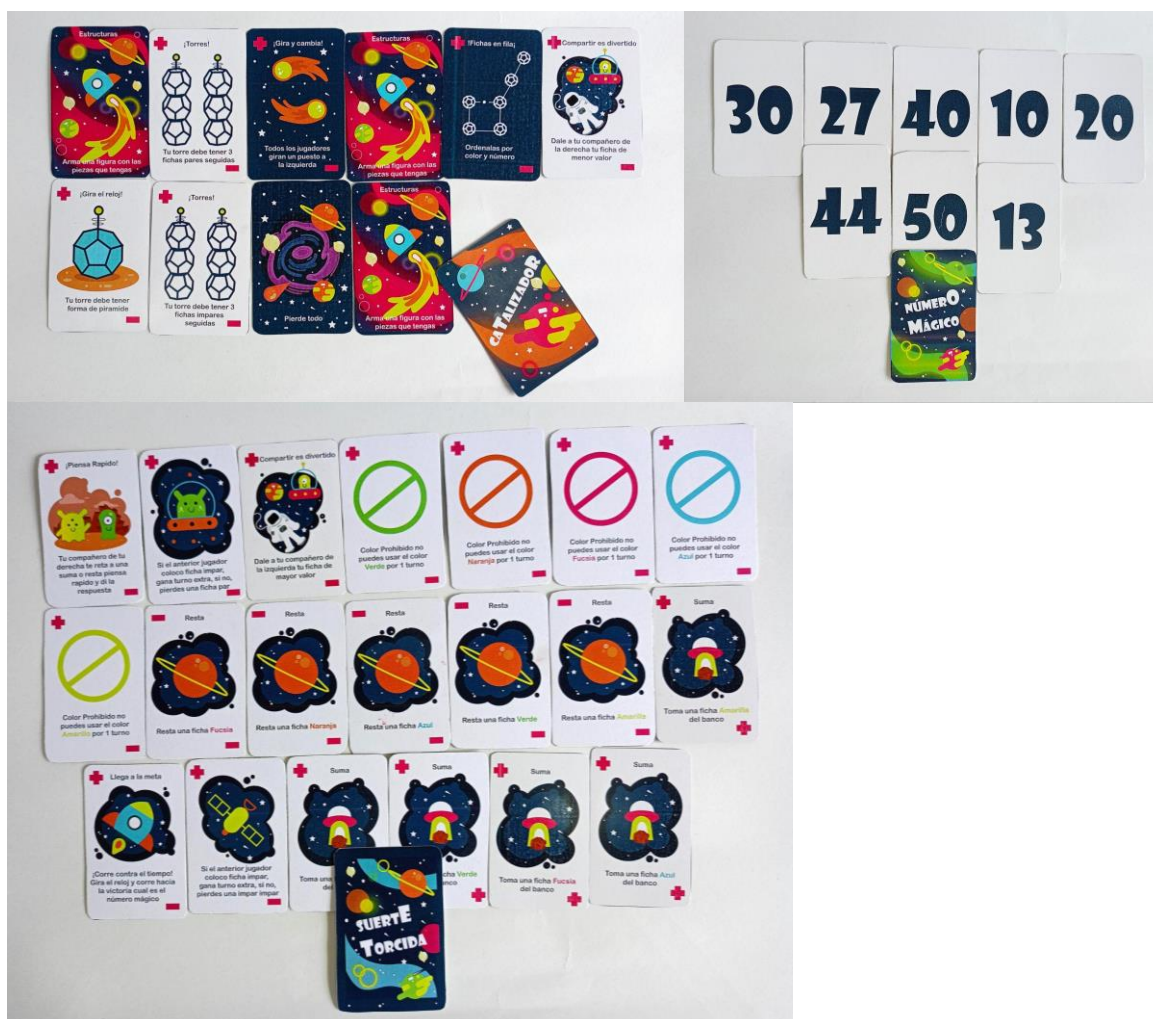 Estructuras
Arma una figura con las
piezas que tengas
¡Torres!
Tu torre debe tener 3
fichas pares seguidas
¡Gira y cambia!
Todos los jugadores
giran un puesto a
la izquierda
Estructuras
Arma una figura con las
piezas que tengas
!Fichas en fila¡
Ordenalas por
color y número
Compartir es divertido
Dale a tu compañero de
la derecha tu ficha de
menor valor
¡Gira el reloj!
Tu torre debe tener
forma de piramide
¡Torres!
Tu torre debe tener 3
fichas impares
seguidas
Pierde todo
Estructuras
Arma una figura con las
piezas que tengas
CATALIZADOR
30
27
40
10
20
44
50
13
NÚMERO
MÁGICO
¡Piensa Rapido!
Tu compañero de tu
derecha te reta a una
suma o resta piensa
rapido y di la
respuesta
Si el anterior jugador
coloco ficha impar,
gana turno extra, si no,
pierdes una ficha par
Compartir es divertido
Dale a tu compañero de
la izquierda tu ficha de
mayor valor
Color Prohibido no
puedes usar el color
Verde por 1 turno
Color Prohibido no
puedes usar el color
Naranja por 1 turno
Color Prohibido no
puedes usar el color
Fucsia por 1 turno
Color Prohibido no
puedes usar el color
Azul por 1 turno
Color Prohibido no
puedes usar el color
Amarillo por 1 turno
Resta
Resta una ficha Fucsia
Resta
Resta una ficha Naranja
Resta
Resta una ficha Azul
Resta
Resta una ficha Verde
Resta
Resta una ficha Amarillo
Suma
Toma una ficha Amarilla
del banco
Llega a la meta
¡Corre contra el tiempo!
Gira el reloj y corre hacia
la victoria cual es el
número mágico
Si el anterior jugador
coloco ficha impar,
gana turno extra, si no,
pierdes una impar impar
Suma
Toma
del
Suma
ficha Verde
banco
Suma
Toma una ficha Fucsia
del banco
Suma
Toma una ficha Azul
del banco
SUERTE
TORCIDA